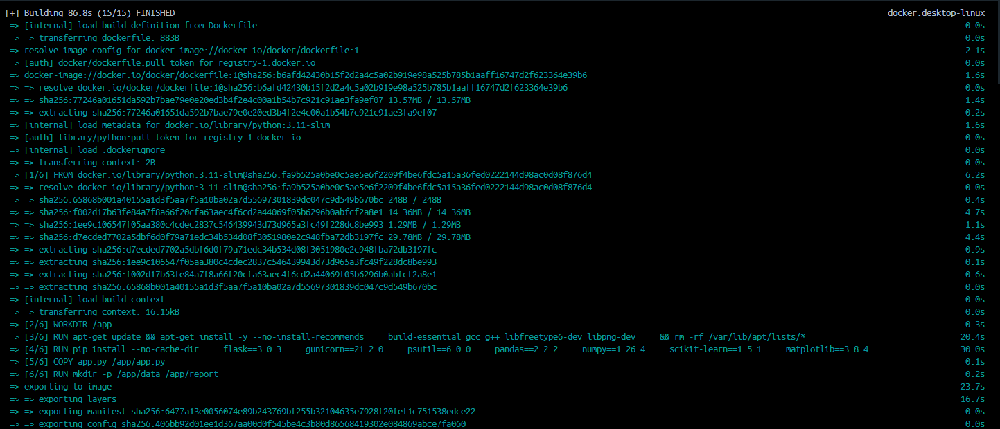 [+] Building 86.8s (15/15) FINISHED docker:desktop-linux
=> [internal] load build definition from Dockerfile 0.0s
=> => transferring dockerfile: 883B 0.0s
=> resolve image config for docker-image://docker.io/docker/dockerfile:1 2.1s
=> [auth] docker/dockerfile:pull token for registry-1.docker.io 0.0s
=> docker-image://docker.io/docker/dockerfile:1@sha256:b6afd42430b15f2d2a4c5a02b919e98a525b785b1aaff16747d2f623364e39b6 1.6s
=> => resolve docker.io/docker/dockerfile:1@sha256:b6afd42430b15f2d2a4c5a02b919e98a525b785b1aaff16747d2f623364e39b6 0.0s
=> => sha256:77246a01651da592b7bae79e0e20ed3b4f2e4c00a1b54b7c921c91ae3fa9ef07 13.57MB / 13.57MB 1.4s
=> => extracting sha256:77246a01651da592b7bae79e0e20ed3b4f2e4c00a1b54b7c921c91ae3fa9ef07 0.2s
=> [internal] load metadata for docker.io/library/python:3.11-slim 1.6s
=> [auth] library/python:pull token for registry-1.docker.io 0.0s
=> [internal] load .dockerignore 0.0s
=> => transferring context: 2B 0.0s
=> [1/6] FROM docker.io/library/python:3.11-slim@sha256:fa9b525a0be0c5ae5e6f2209f4be6fdc5a15a36fed0222144d98ac0d08f876d4 6.2s
=> => resolve docker.io/library/python:3.11-slim@sha256:fa9b525a0be0c5ae5e6f2209f4be6fdc5a15a36fed0222144d98ac0d08f876d4 0.0s
=> => sha256:65868b001a40155a1d3f5aa7f5a10ba02a7d55697301839dc047c9d549b670bc 248B / 248B 0.4s
=> => sha256:f002d17b63fe84a7f8a66f20cfa63aec4f6cd2a44069f05b6296b0abfcf2a8e1 14.36MB / 14.36MB 4.7s
=> => sha256:1ee9c106547f05aa380c4cdec2837c546439943d73d965a3fc49f228dc8be993 1.29MB / 1.29MB 1.1s
=> => sha256:d7ecded7702a5dbf6d0f79a71edc34b534d08f3051980e2c948fba72db3197fc 29.78MB / 29.78MB 4.4s
=> => extracting sha256:d7ecded7702a5dbf6d0f79a71edc34b534d08f3051980e2c948fba72db3197fc 0.9s
=> => extracting sha256:1ee9c106547f05aa380c4cdec2837c546439943d73d965a3fc49f228dc8be993 0.1s
=> => extracting sha256:f002d17b63fe84a7f8a66f20cfa63aec4f6cd2a44069f05b6296b0abfcf2a8e1 0.6s
=> => extracting sha256:65868b001a40155a1d3f5aa7f5a10ba02a7d55697301839dc047c9d549b670bc 0.0s
=> [internal] load build context 0.0s
=> => transferring context: 16.15kB 0.0s
=> [2/6] WORKDIR /app 0.3s
=> [3/6] RUN apt-get update && apt-get install -y --no-install-recommends     build-essential gcc g++ libfreetype6-dev libpng-dev     && rm -rf /var/lib/apt/lists/* 20.4s
=> [4/6] RUN pip install --no-cache-dir     flask==3.0.3     gunicorn==21.2.0     psutil==6.0.0     pandas==2.2.2     numpy==1.26.4     scikit-learn==1.5.1     matplotlib==3.8.4 30.0s
=> [5/6] COPY app.py /app/app.py 0.1s
=> [6/6] RUN mkdir -p /app/data /app/report 0.2s
=> exporting to image 23.7s
=> => exporting layers 16.7s
=> => exporting manifest sha256:6477a13e0056074e89b243769bf255b32104635e7928f20fef1c751538edce22 0.0s
=> => exporting config sha256:406bb92d01ee1d367aa00d0f545be4c3b80d86568419302e084869abce7fa060 0.0s